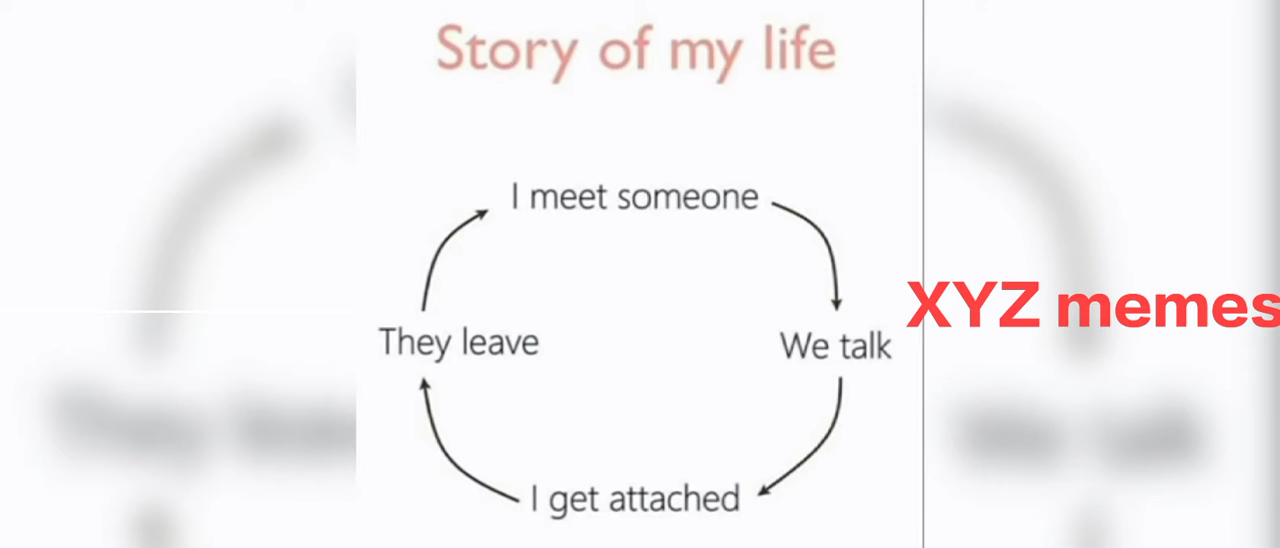 Story of my life
I meet someone
They leave
We talk
XYZ memes
I get attached